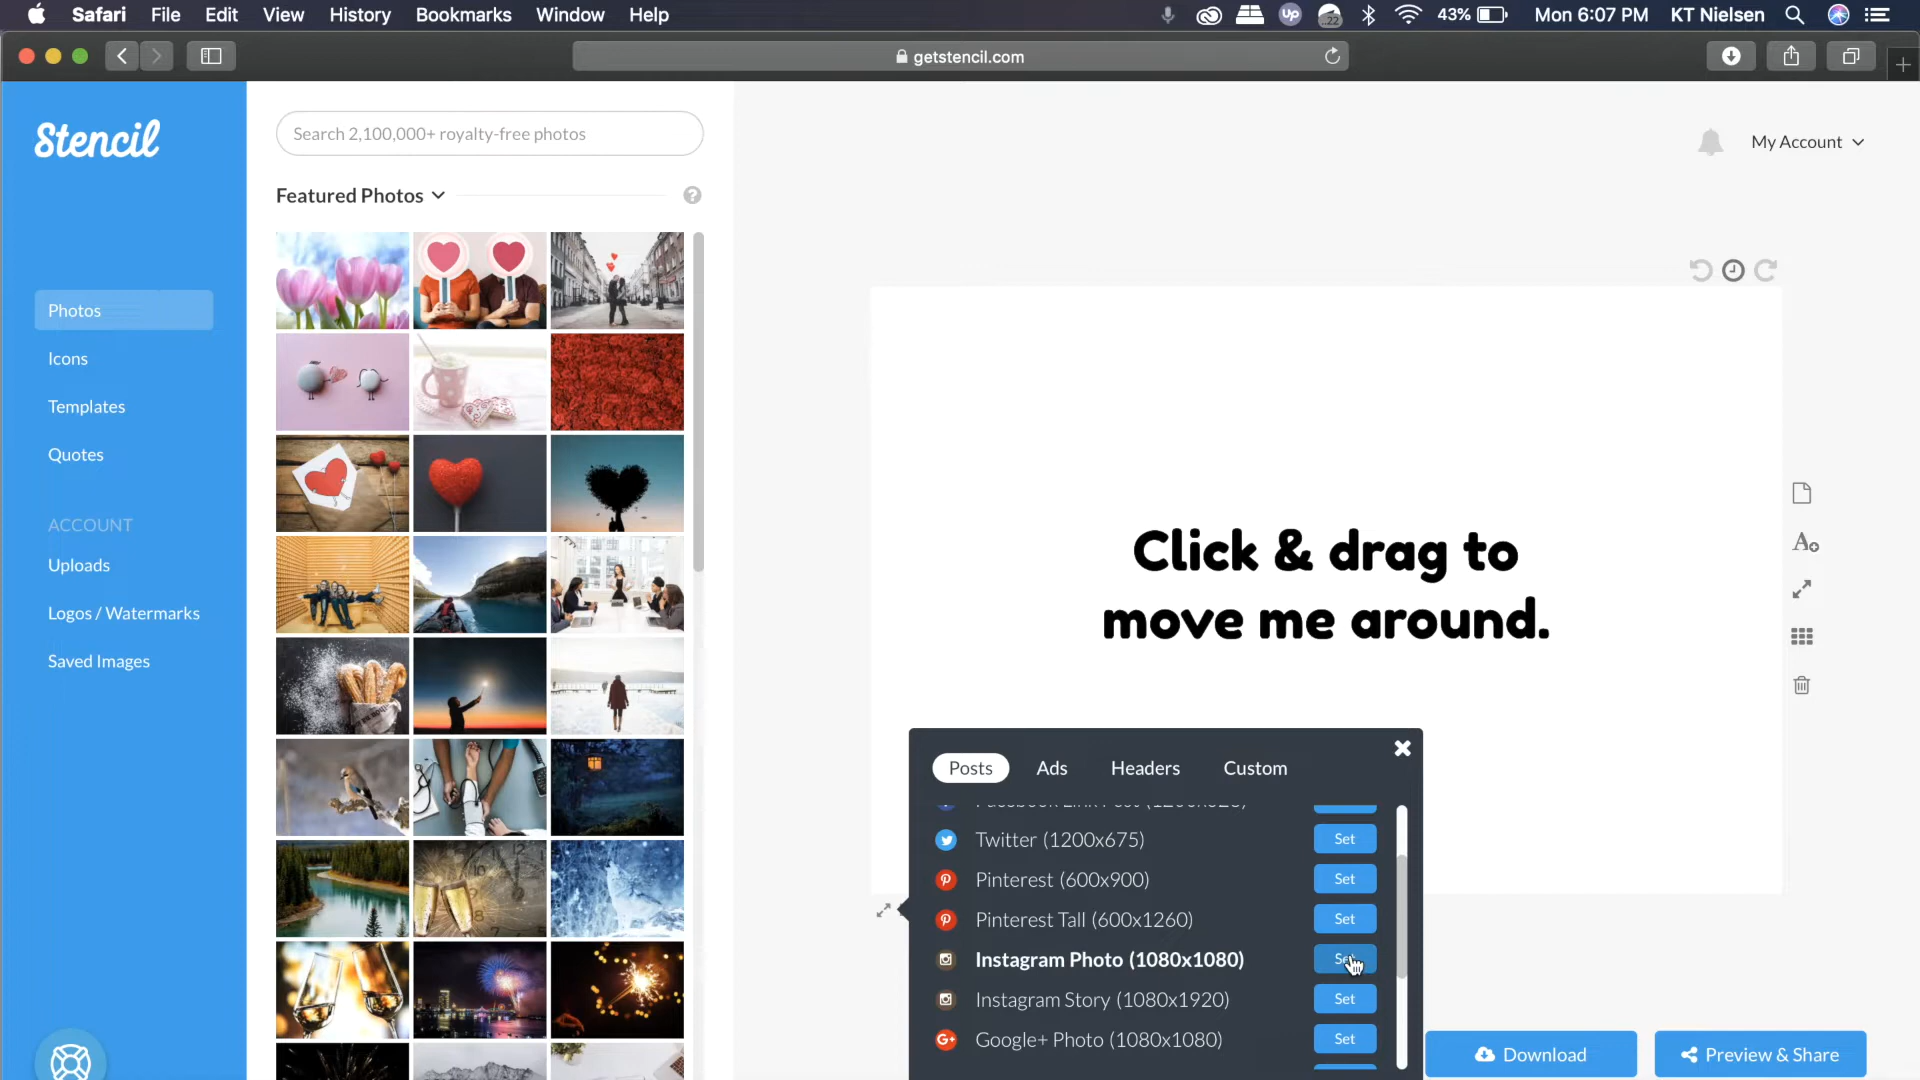 Safari File Edit View History Bookmarks Window Help
Up 22 43% Mon 6:07 PM KT Nielsen
getstencil.com
Stencil
Search 2,100,000+ royalty-free photos
My Account
Featured Photos ?
Photos
Icons
Templates
Quotes
ACCOUNT
Uploads
Logos / Watermarks
Saved Images
Click & drag to
move me around.
Posts Ads Headers Custom
Twitter (1200x675) Set
Pinterest (600x900) Set
Pinterest Tall (600x1260) Set
Instagram Photo (1080x1080) Set
Instagram Story (1080x1920) Set
Google+ Photo (1080x1080) Set
Download
Preview & Share